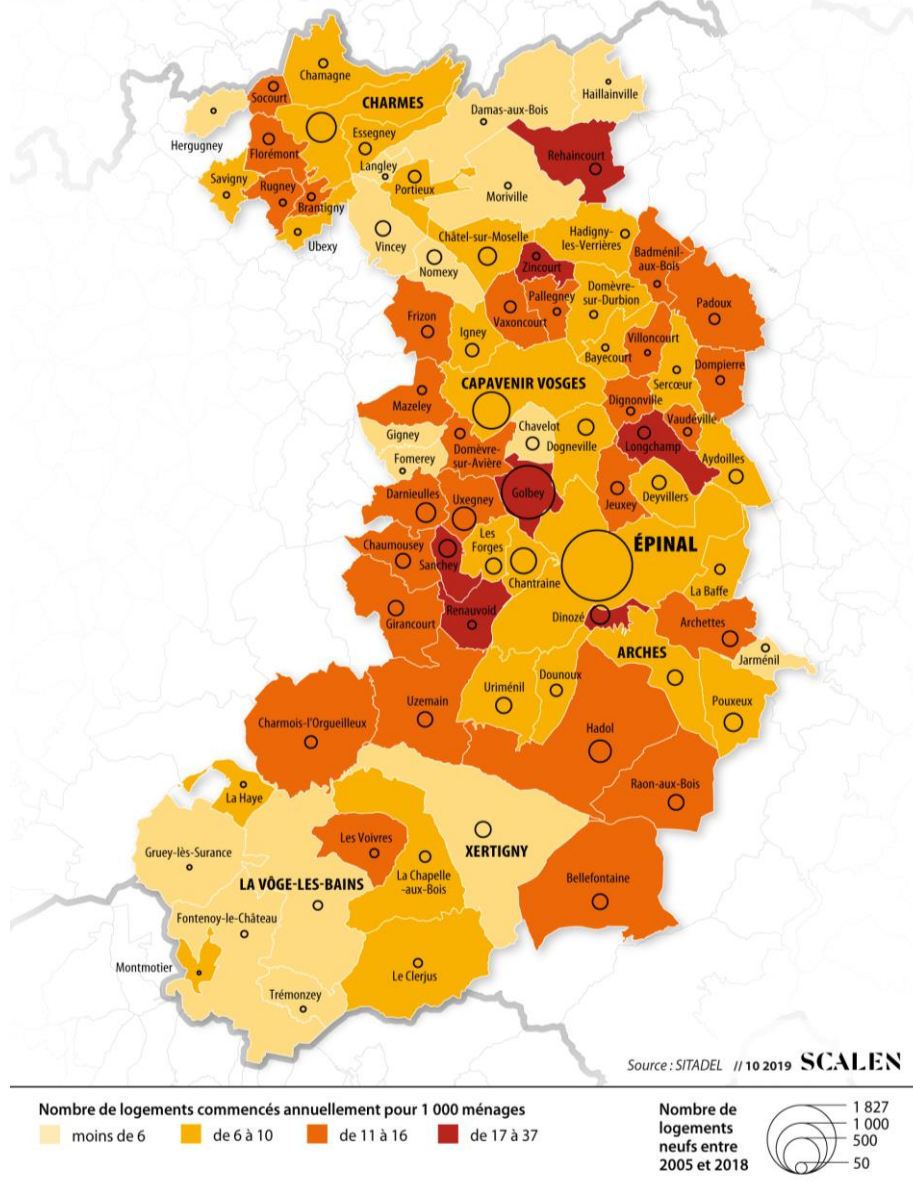 Chamagne
Socourt
Haillainville
CHARMES
Damas-aux-Bois
Hergugney
Essegney
Florémont
Rehaincourt
Langley
Savigny
Rugney
Portieux
Moriville
Brantigny
Ubexy
Vincey
Châtel-sur-Moselle
Hadigny-
les-Verrières
Badménil-
aux-Bois
Nomexy
Zincourt
Domèvre-
sur-Durbion
Pallegney
Padoux
Frizon
Vaxoncourt
Igney
Villoncourt
Bayecourt
Dompierre
CAPAVENIR VOSGES
Sercœur
Mazeley
Dignonville
Chavelot
Vaudéville
Gigney
Domèvre-
sur-Avière
Dogneville
Longchamp
Fomerey
Aydoilles
Darnieulles
Uxegney
Golbey
Jeuxey
Deyvillers
Les
Forges
ÉPINAL
Chaumousey
Sanchey
Chantraine
La Baffe
Renauvoid
Dinozé
Girancourt
Archettes
ARCHES
Jarménil
Dounoux
Uriménil
Uzemain
Pouxeux
Charmois-l'Orgueilleux
Hadol
Raon-aux-Bois
La Haye
Les Voivres
Gruey-lès-Surance
XERTIGNY
La Chapelle
-aux-Bois
Bellefontaine
LA VÔGE-LES-BAINS
Fontenoy-le-Château
Montmotier
Le Clerjus
Trémonzey
Source : SITADEL // 10 2019 SCALEN
Nombre de logements commencés annuellement pour 1 000 ménages
moins de 6
de 6 à 10
de 11 à 16
de 17 à 37
Nombre de
logements
neufs entre
2005 et 2018
1 827
1 000
500
50